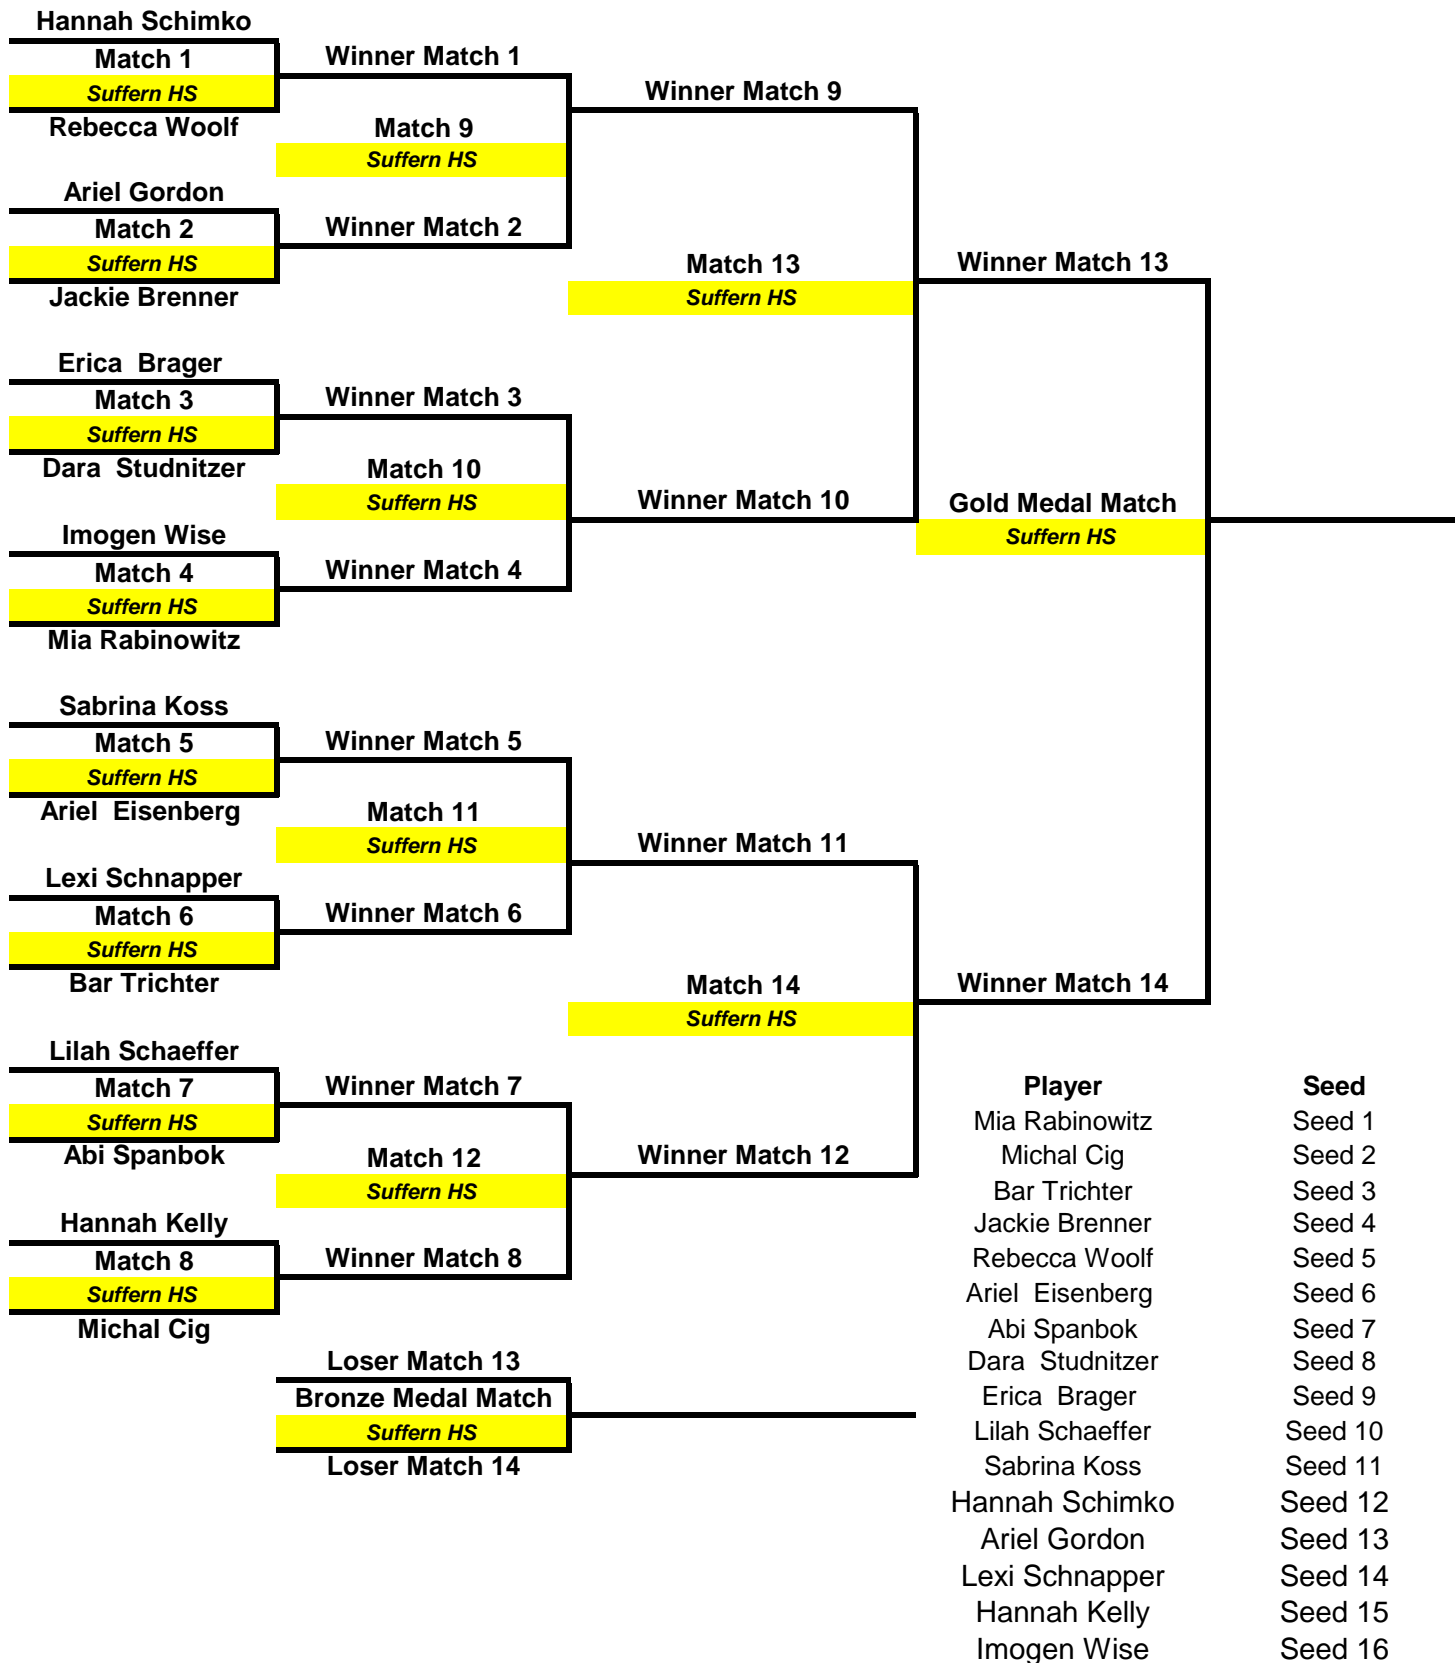 Hannah Schimko
Match 1
Suffern HS
Rebecca Woolf
Ariel Gordon
Match 2
Suffern HS
Jackie Brenner
Erica  Brager
Match 3
Suffern HS
Dara  Studnitzer
Imogen Wise
Match 4
Suffern HS
Mia Rabinowitz
Sabrina Koss
Match 5
Suffern HS
Ariel  Eisenberg
Lexi Schnapper
Match 6
Suffern HS
Bar Trichter
Lilah Schaeffer
Match 7
Suffern HS
Abi Spanbok
Hannah Kelly
Match 8
Suffern HS
Michal Cig
Winner Match 1
Match 9
Suffern HS
Winner Match 2
Winner Match 3
Match 10
Suffern HS
Winner Match 4
Winner Match 5
Match 11
Suffern HS
Winner Match 6
Winner Match 7
Match 12
Suffern HS
Winner Match 8
Loser Match 13
Bronze Medal Match
Suffern HS
Loser Match 14
Winner Match 9
Match 13
Suffern HS
Winner Match 10
Winner Match 11
Match 14
Suffern HS
Winner Match 12
Winner Match 13
Gold Medal Match
Suffern HS
Winner Match 14
Player Seed
Mia Rabinowitz Seed 1
Michal Cig Seed 2
Bar Trichter Seed 3
Jackie Brenner Seed 4
Rebecca Woolf Seed 5
Ariel  Eisenberg Seed 6
Abi Spanbok Seed 7
Dara  Studnitzer Seed 8
Erica  Brager Seed 9
Lilah Schaeffer Seed 10
Sabrina Koss Seed 11
Hannah Schimko Seed 12
Ariel Gordon Seed 13
Lexi Schnapper Seed 14
Hannah Kelly Seed 15
Imogen Wise Seed 16